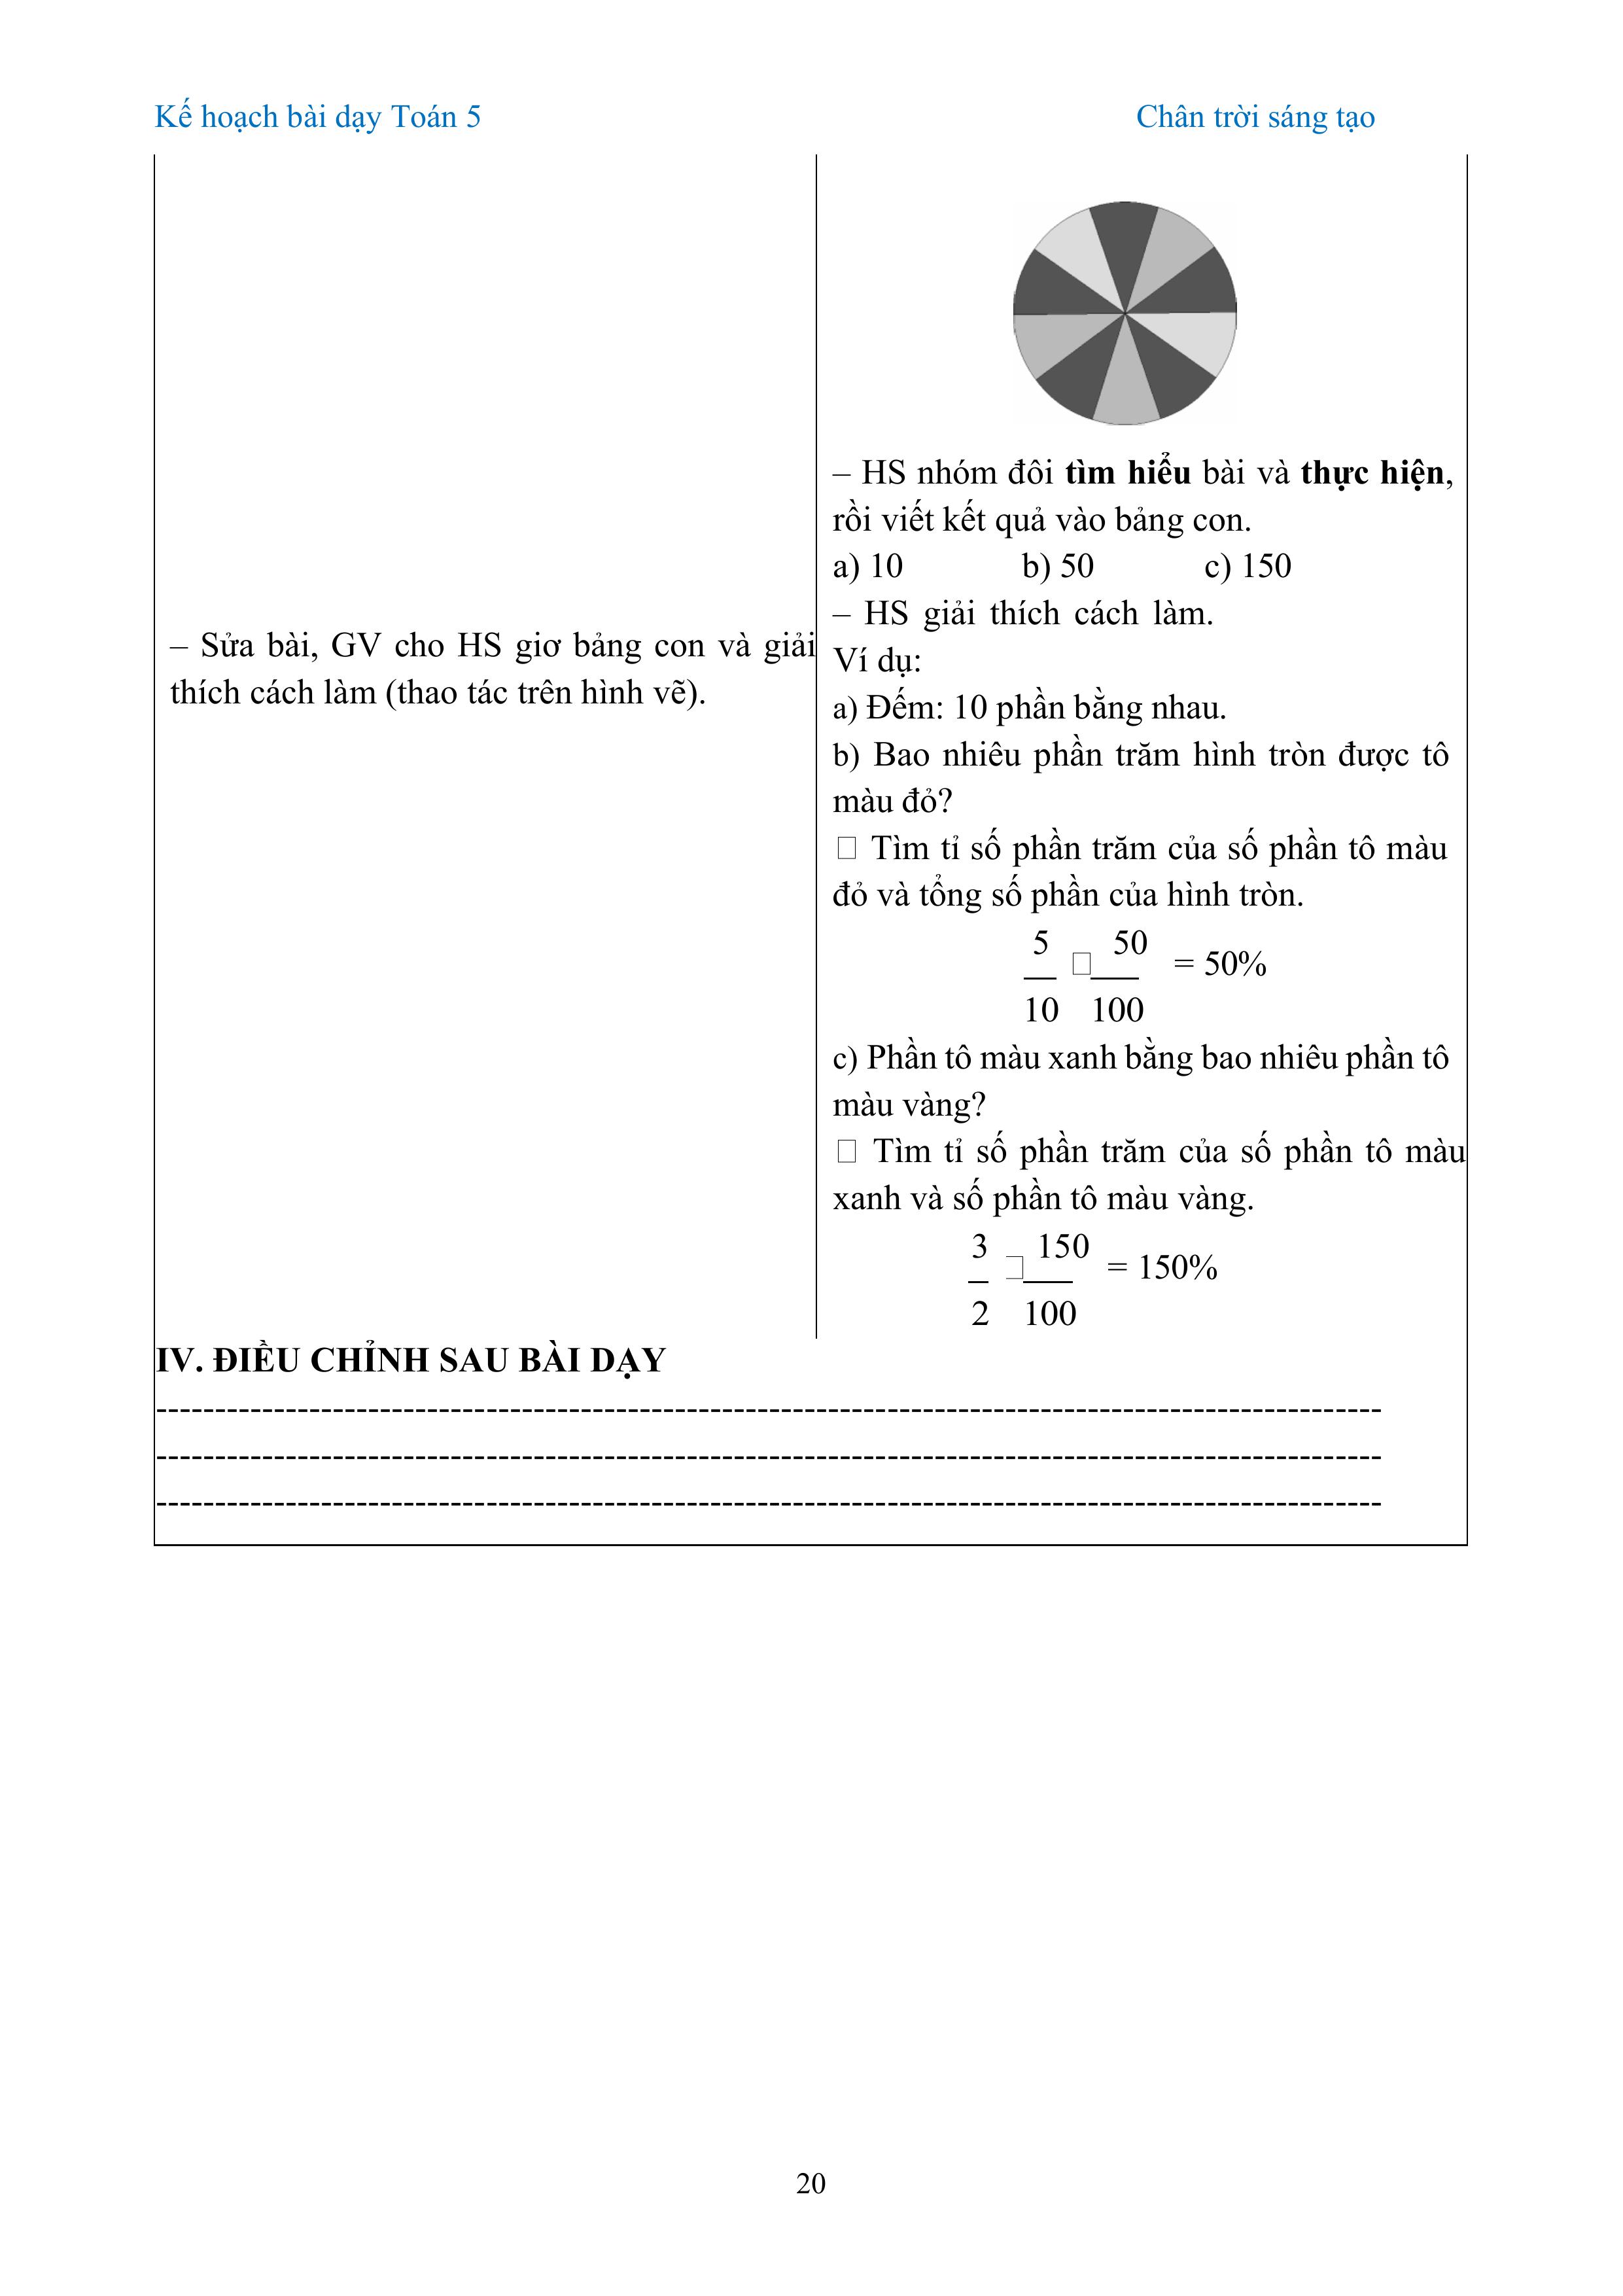 Kế hoạch bài dạy Toán 5 Chân trời sáng tạo
– Sửa bài, GV cho HS giơ bảng con và giải
thích cách làm (thao tác trên hình vẽ).
– HS nhóm đôi tìm hiểu bài và thực hiện,
rồi viết kết quả vào bảng con.
a) 10 b) 50 c) 150
– HS giải thích cách làm.
Ví dụ:
a) Đếm: 10 phần bằng nhau.
b) Bao nhiêu phần trăm hình tròn được tô
màu đỏ?
□ Tìm tỉ số phần trăm của số phần tô màu
đỏ và tổng số phần của hình tròn.
5 50
□ = 50%
10 100
c) Phần tô màu xanh bằng bao nhiêu phần tô
màu vàng?
□ Tìm tỉ số phần trăm của số phần tô màu
xanh và số phần tô màu vàng.
3 150
□ = 150%
2 100
IV. ĐIỀU CHỈNH SAU BÀI DẠY
20